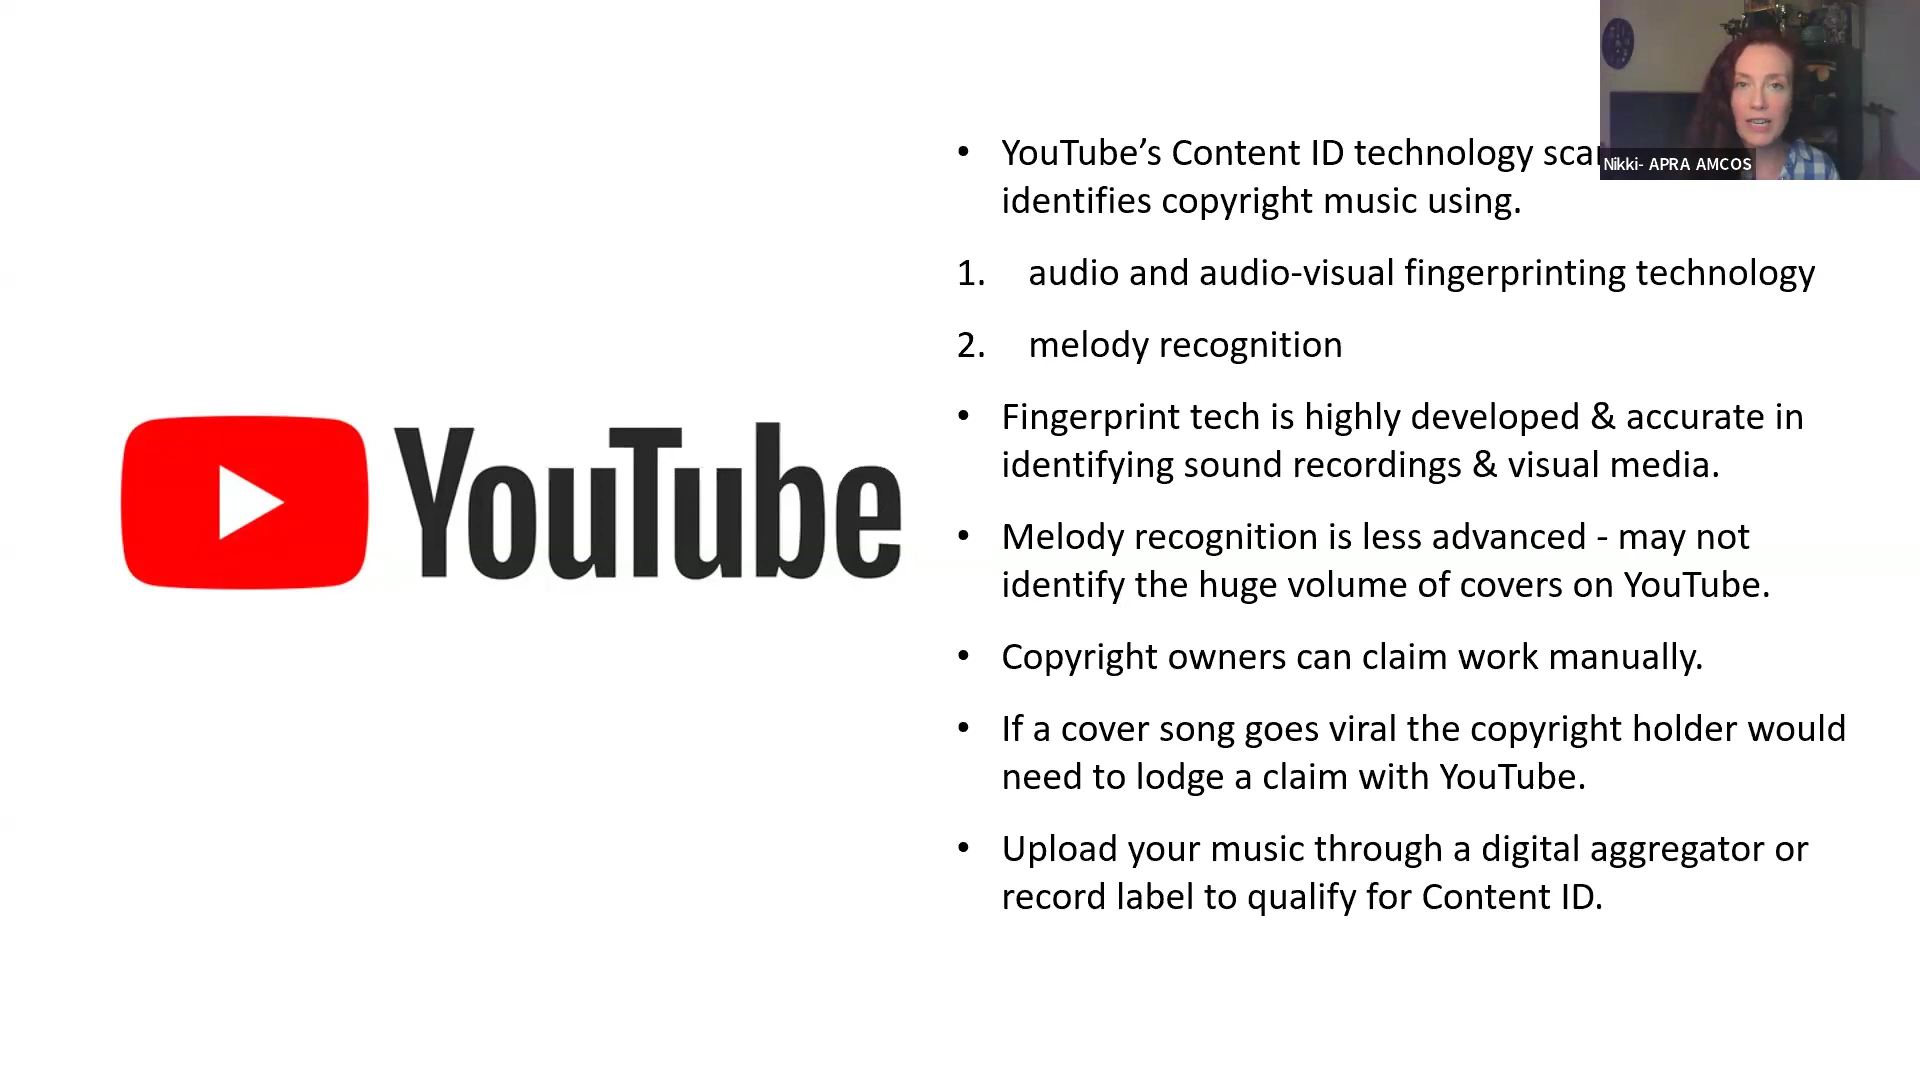 YouTube's Content ID technology
identifies copyright music using.
1. audio and audio-visual fingerprinting technology
2. melody recognition
• Fingerprint tech is highly developed & accurate in
identifying sound recordings & visual media.
• Melody recognition is less advanced - may not
identify the huge volume of covers on YouTube.
• Copyright owners can claim work manually.
• If a cover song goes viral the copyright holder would
need to lodge a claim with YouTube.
• Upload your music through a digital aggregator or
record label to qualify for Content ID.
YouTube
Nikki- APRA AMCOS